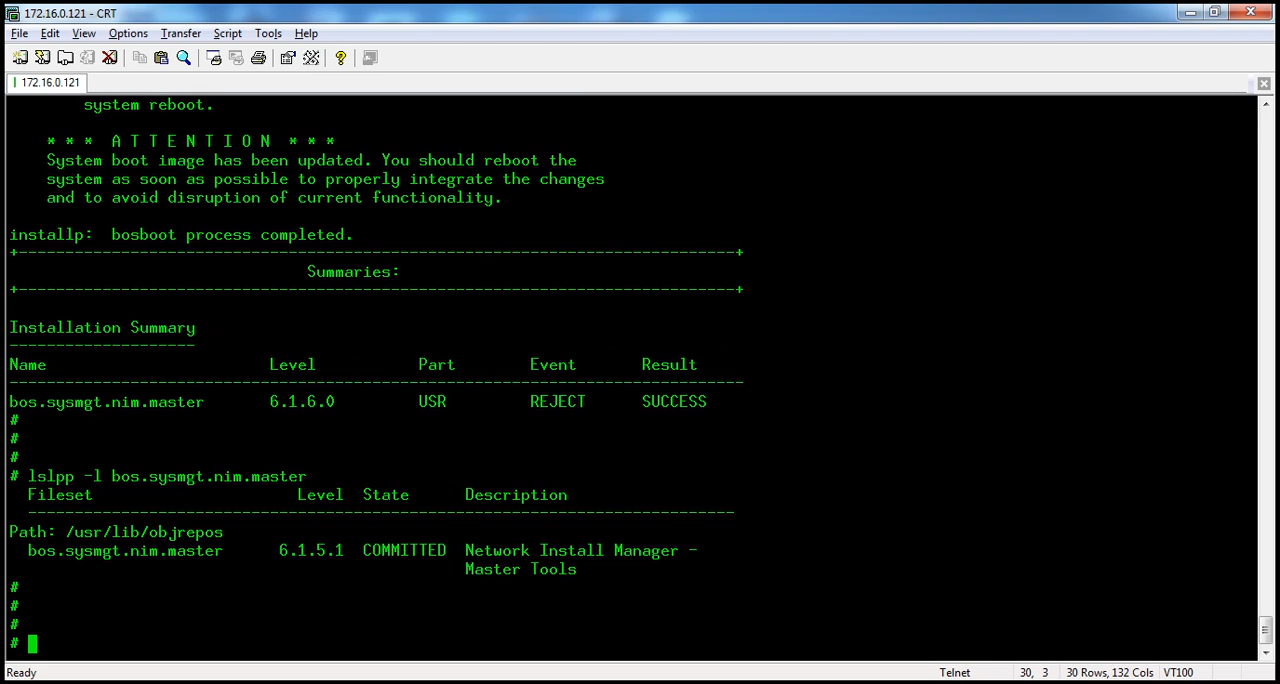 172.16.0.121 - CRT
File Edit View Options Transfer Script Tools Help
172.16.0.121
system reboot.
* * * A T T E N T I O N * * *
System boot image has been updated. You should reboot the
system as soon as possible to properly integrate the changes
and to avoid disruption of current functionality.
installp: bosboot process completed.
+------------------------------------------------------------------------------+
Summaries:
+------------------------------------------------------------------------------+
Installation Summary
--------------------
Name Level Part Event Result
-------------------------------------------------------------------------------
bos.sysmgt.nim.master 6.1.6.0 USR REJECT SUCCESS
#
#
#
# lslpp -l bos.sysmgt.nim.master
Fileset Level State Description
----------------------------------------------------------------------------
Path: /usr/lib/objrepos
bos.sysmgt.nim.master 6.1.5.1 COMMITTED Network Install Manager -
Master Tools
#
#
#
#
Ready Telnet 30, 3 30 Rows, 132 Cols VT100